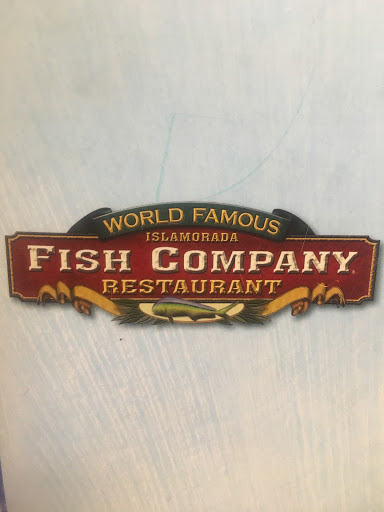 WORLD FAMOUS
ISLAMORADA
FISH COMPANY®
RESTAURANT